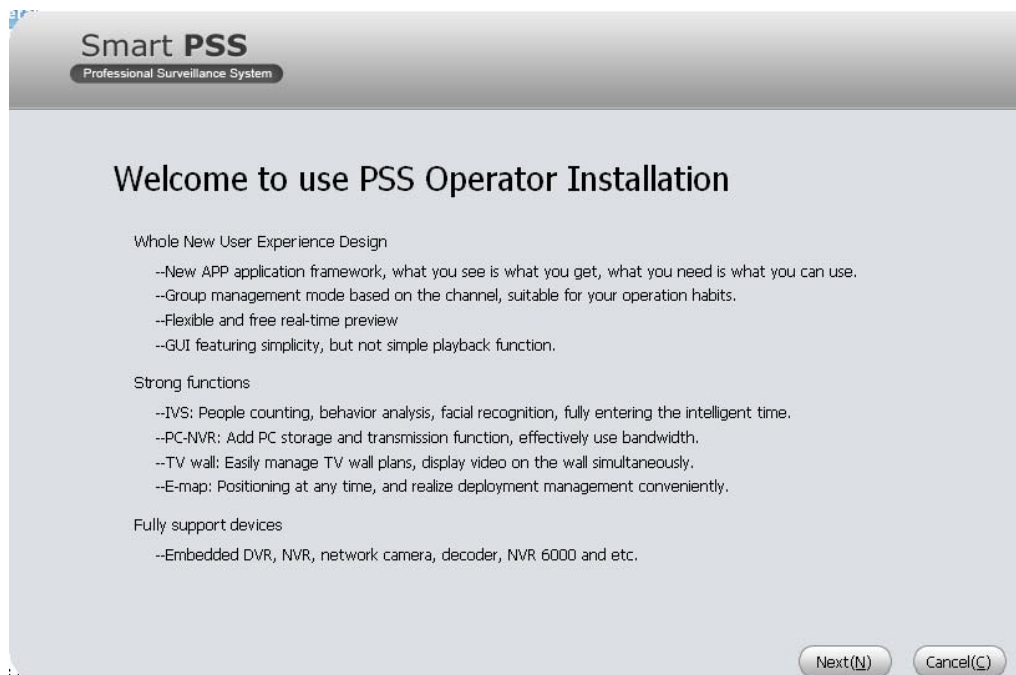 Smart PSS
Professional Surveillance System
Welcome to use PSS Operator Installation
Whole New User Experience Design
--New APP application framework, what you see is what you get, what you need is what you can use.
--Group management mode based on the channel, suitable for your operation habits.
--Flexible and free real-time preview
--GUI featuring simplicity, but not simple playback function.
Strong functions
--IVS: People counting, behavior analysis, facial recognition, fully entering the intelligent time.
--PC-NVR: Add PC storage and transmission function, effectively use bandwidth.
--TV wall: Easily manage TV wall plans, display video on the wall simultaneously.
--E-map: Positioning at any time, and realize deployment management conveniently.
Fully support devices
--Embedded DVR, NVR, network camera, decoder, NVR 6000 and etc.
Next(N) Cancel(C)